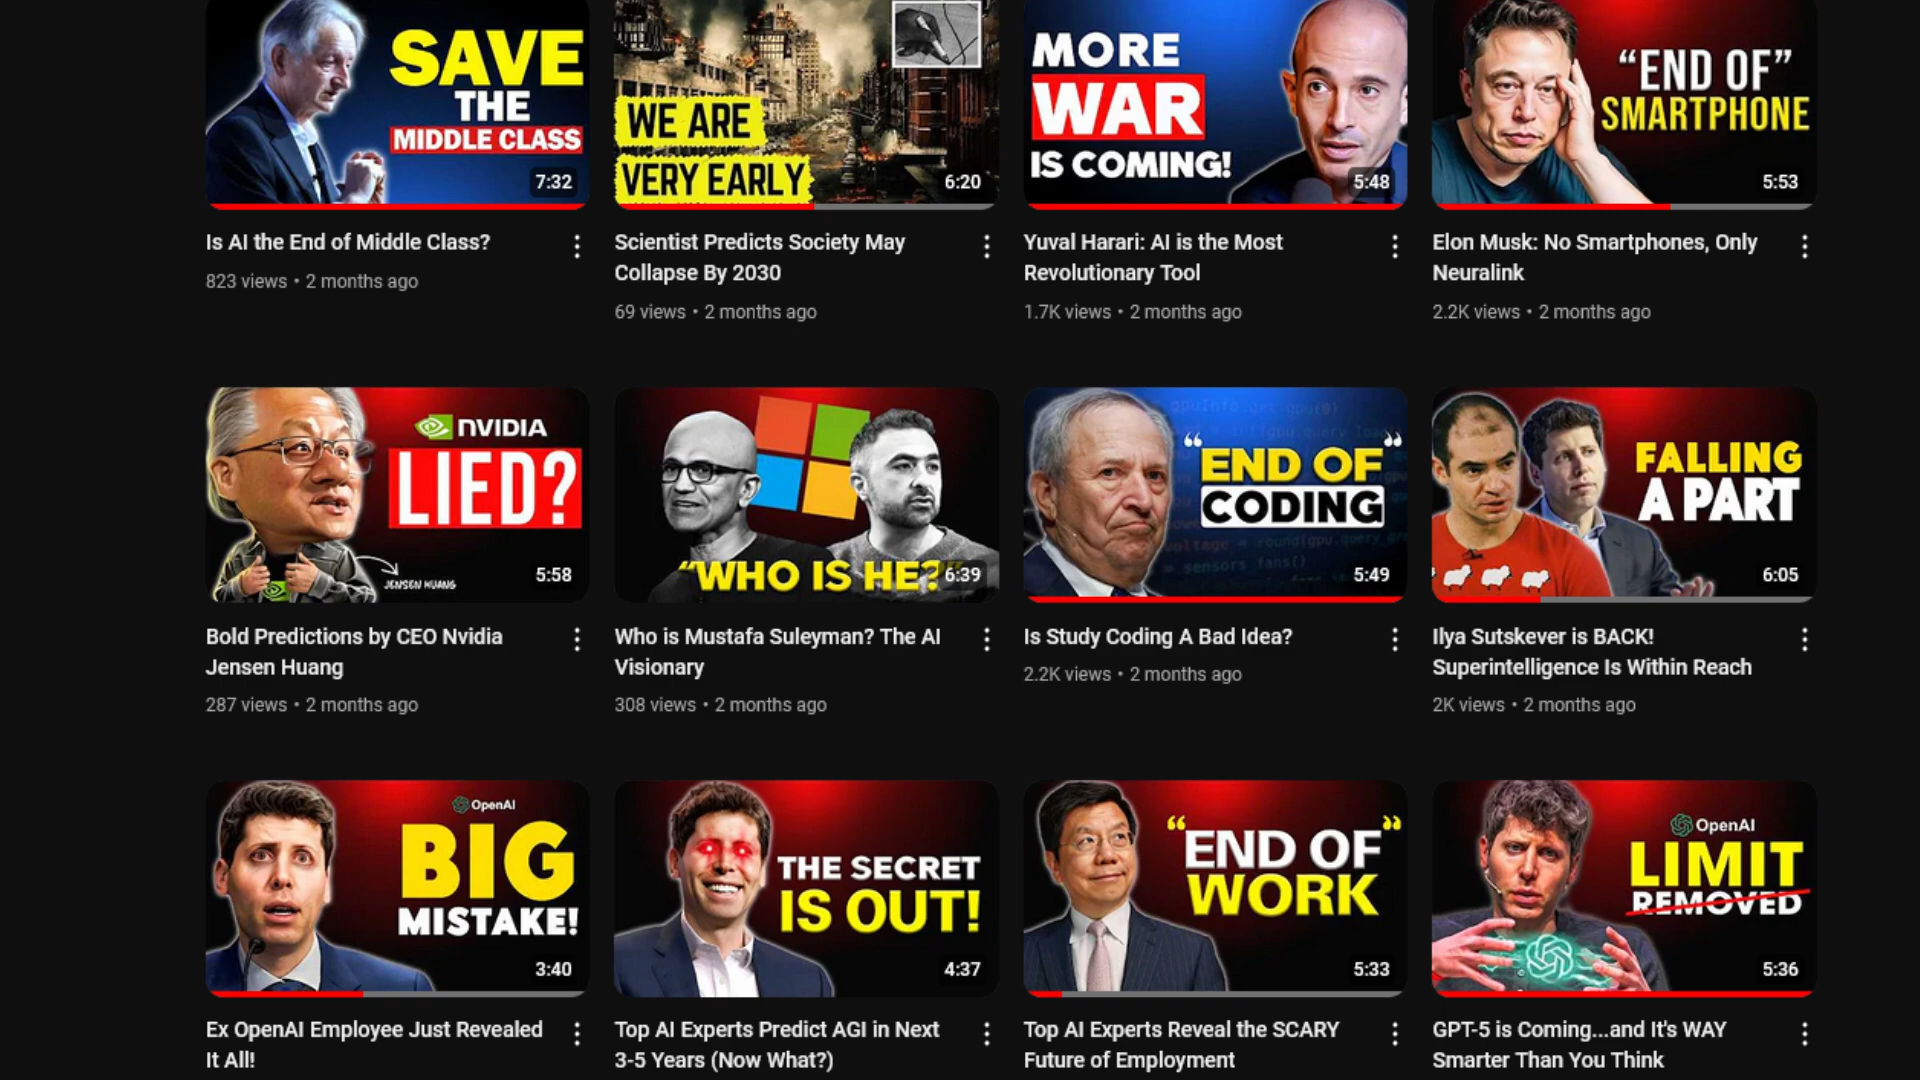 SAVE
THE
MIDDLE CLASS
7:32
WE ARE
VERY EARLY
6:20
MORE
WAR
IS COMING!
5:48
“END OF”
SMARTPHONE
5:53
Is AI the End of Middle Class?
823 views • 2 months ago
Scientist Predicts Society May
Collapse By 2030
69 views • 2 months ago
Yuval Harari: AI is the Most
Revolutionary Tool
1.7K views • 2 months ago
Elon Musk: No Smartphones, Only
Neuralink
2.2K views • 2 months ago
NVIDIA
LIED?
JENSEN HUANG
5:58
“WHO IS HE?”
6:39
“END OF”
CODING
5:49
FALLING
A PART
6:05
Bold Predictions by CEO Nvidia
Jensen Huang
287 views • 2 months ago
Who is Mustafa Suleyman? The AI
Visionary
308 views • 2 months ago
Is Study Coding A Bad Idea?
2.2K views • 2 months ago
Ilya Sutskever is BACK!
Superintelligence Is Within Reach
2K views • 2 months ago
OpenAI
BIG
MISTAKE!
3:40
THE SECRET
IS OUT!
4:37
“END OF”
WORK
5:33
OpenAI
LIMIT
REMOVED
5:36
Ex OpenAI Employee Just Revealed
It All!
Top AI Experts Predict AGI in Next
3-5 Years (Now What?)
Top AI Experts Reveal the SCARY
Future of Employment
GPT-5 is Coming...and It's WAY
Smarter Than You Think